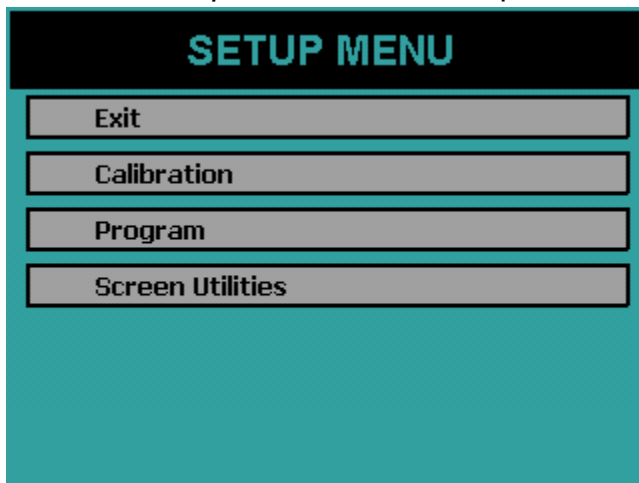 SETUP MENU
Exit
Calibration
Program
Screen Utilities